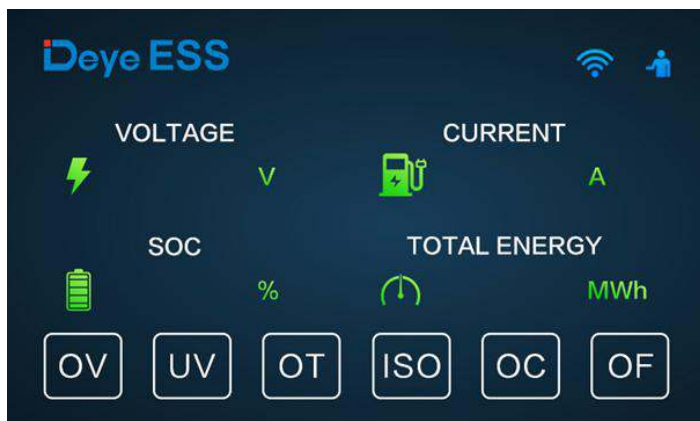 Deye ESS
VOLTAGE CURRENT
V A
SOC TOTAL ENERGY
% MWh
OV UV OT ISO OC OF